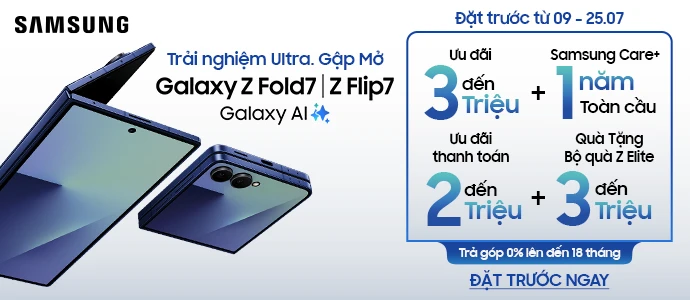 SAMSUNG
Trải nghiệm Ultra. Gập Mở
Galaxy Z Fold7 | Z Flip7
Galaxy AI
Đặt trước từ 09 - 25.07
Ưu đãi
3 đến Triệu
+
Samsung Care+
1 năm Toàn cầu
Ưu đãi
thanh toán
2 đến Triệu
+
Quà Tặng
Bộ quà Z Elite
3 đến Triệu
Trả góp 0% lên đến 18 tháng
ĐẶT TRƯỚC NGAY